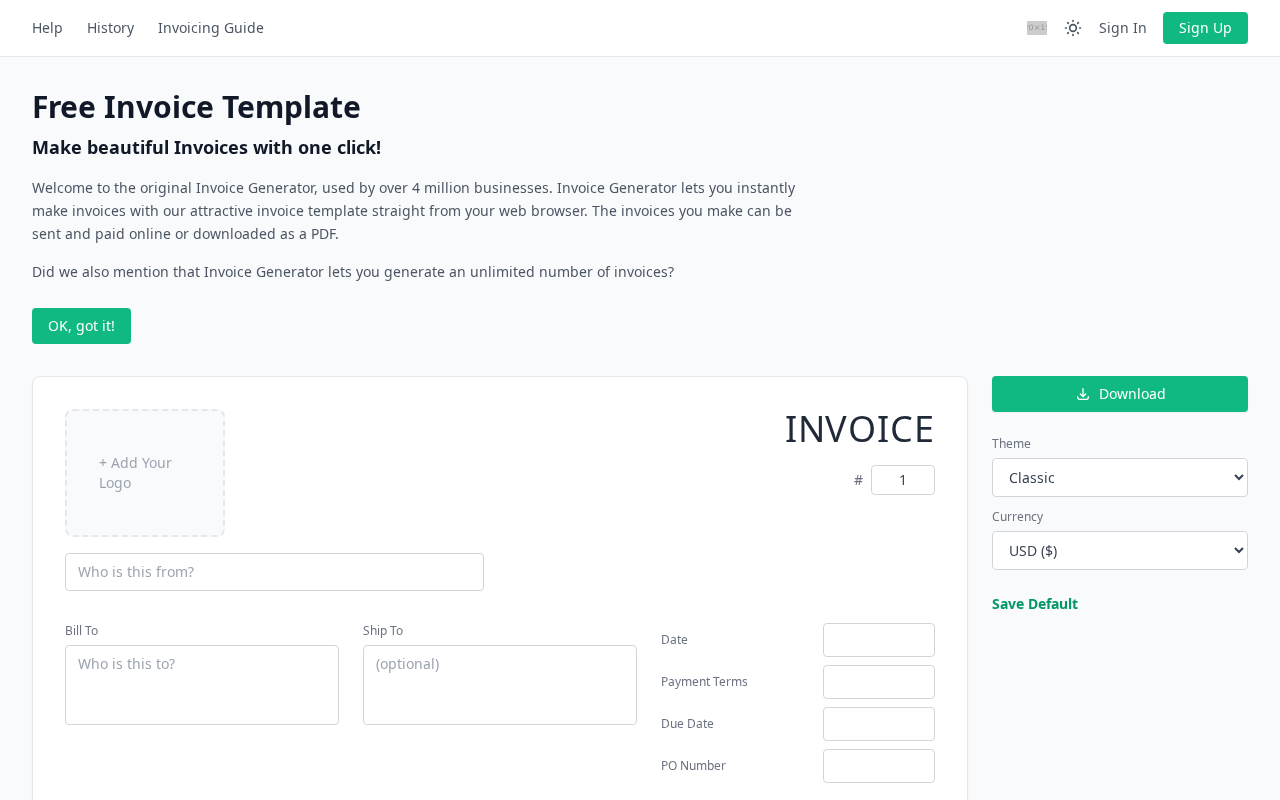 Help History Invoicing Guide Sign In Sign Up
Free Invoice Template
Make beautiful Invoices with one click!
Welcome to the original Invoice Generator, used by over 4 million businesses. Invoice Generator lets you instantly
make invoices with our attractive invoice template straight from your web browser. The invoices you make can be
sent and paid online or downloaded as a PDF.
Did we also mention that Invoice Generator lets you generate an unlimited number of invoices?
OK, got it!
+ Add Your
Logo
INVOICE
# 1
Who is this from?
Bill To
Who is this to?
Ship To
(optional)
Date
Payment Terms
Due Date
PO Number
Download
Theme
Classic
Currency
USD ($)
Save Default